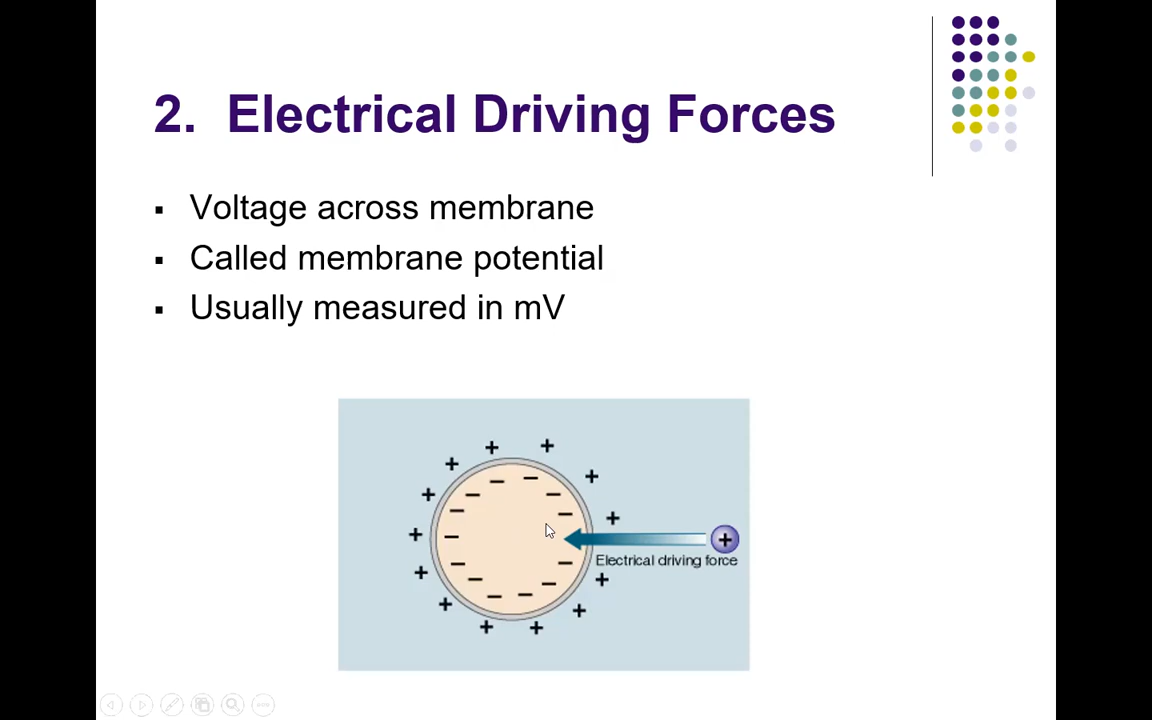 2. Electrical Driving Forces
▪ Voltage across membrane
▪ Called membrane potential
▪ Usually measured in mV
Electrical driving force